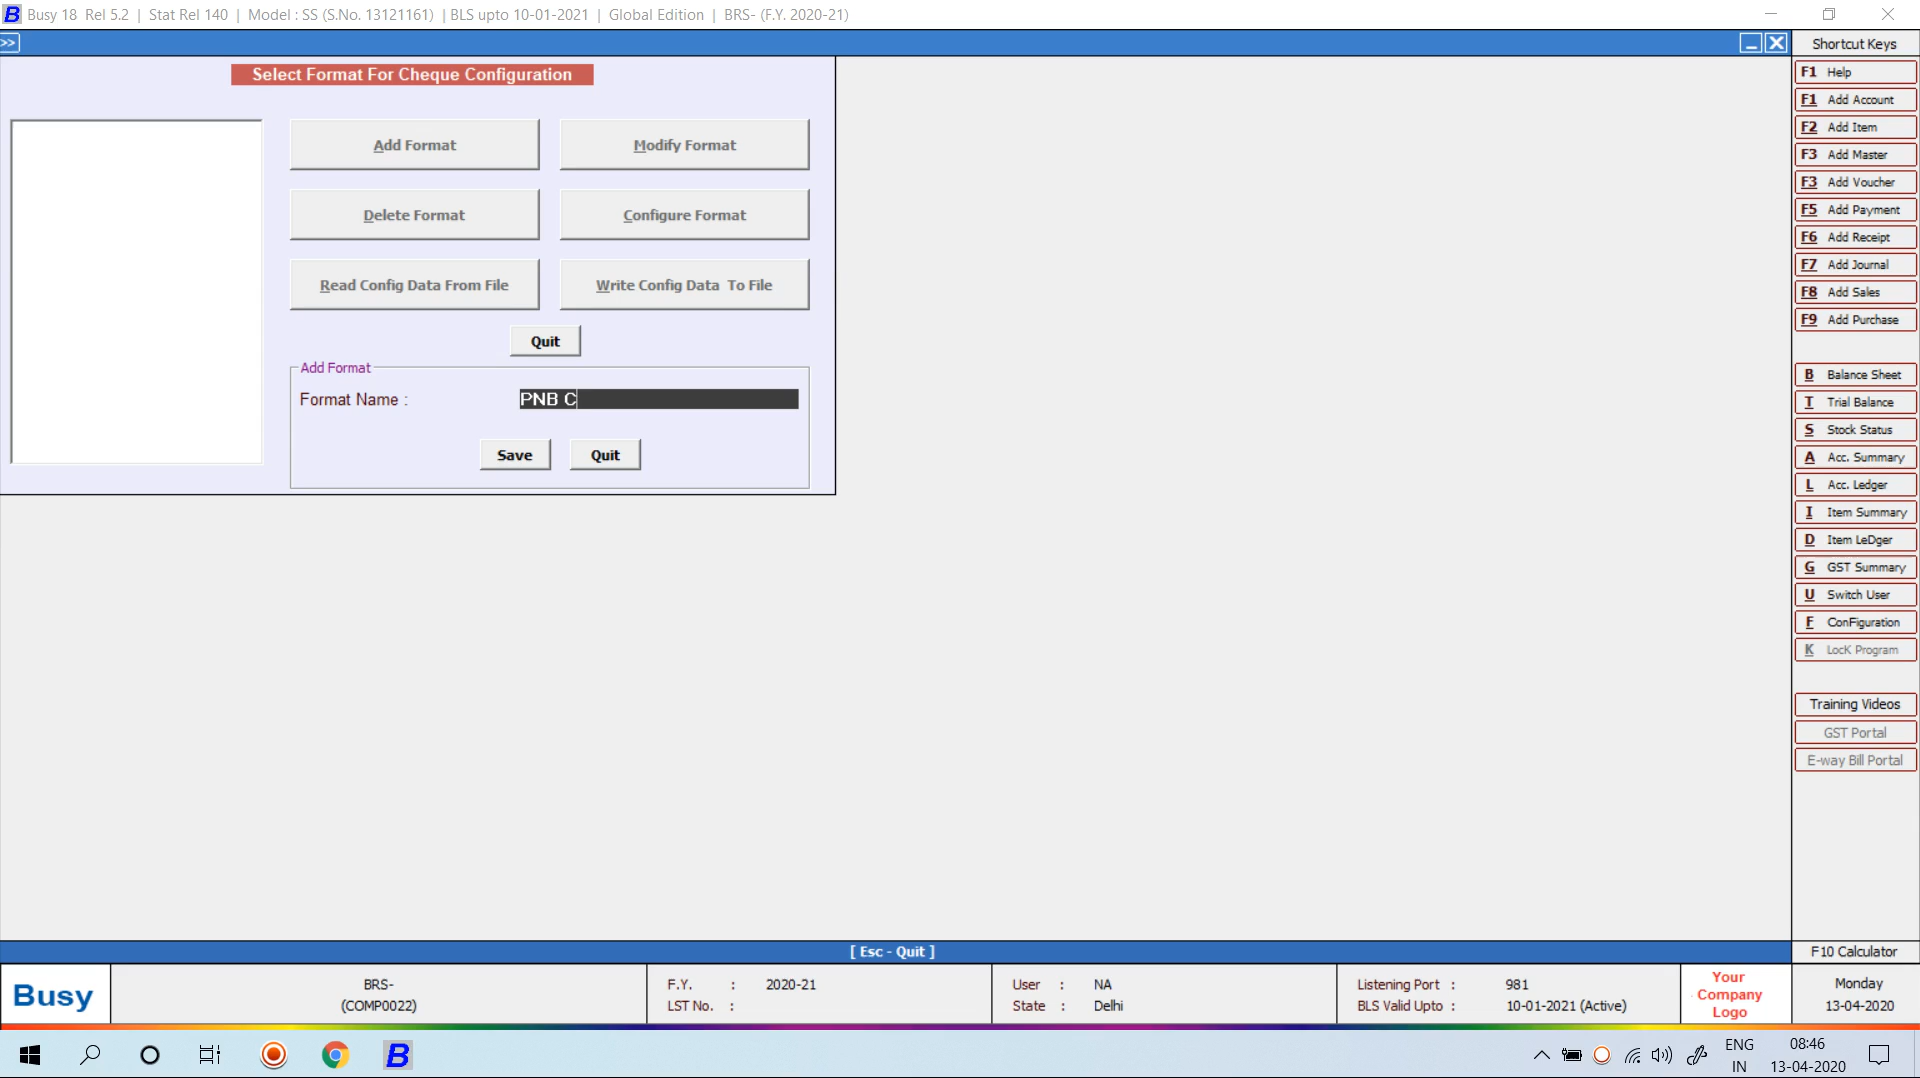 B Busy 18 Rel 5.2 | Stat Rel 140 | Model : SS (S.No. 13121161) | BLS upto 10-01-2021 | Global Edition | BRS- (F.Y. 2020-21)
>>
Shortcut Keys
Select Format For Cheque Configuration
Add Format
Modify Format
Delete Format
Configure Format
Read Config Data From File
Write Config Data To File
Quit
Add Format
Format Name :
PNB C
Save
Quit
F1 Help
F1 Add Account
F2 Add Item
F3 Add Master
F3 Add Voucher
F5 Add Payment
F6 Add Receipt
F7 Add Journal
F8 Add Sales
F9 Add Purchase
B Balance Sheet
T Trial Balance
S Stock Status
A Acc. Summary
L Acc. Ledger
I Item Summary
D Item LeDger
G GST Summary
U Switch User
F ConFiguration
K LocK Program
Training Videos
GST Portal
E-way Bill Portal
[ Esc - Quit ]
F10 Calculator
Busy
BRS-
(COMP0022)
F.Y. : 2020-21
LST No. :
User : NA
State : Delhi
Listening Port : 981
BLS Valid Upto : 10-01-2021 (Active)
Your
Company
Logo
Monday
13-04-2020
B
ENG
IN
08:46
13-04-2020